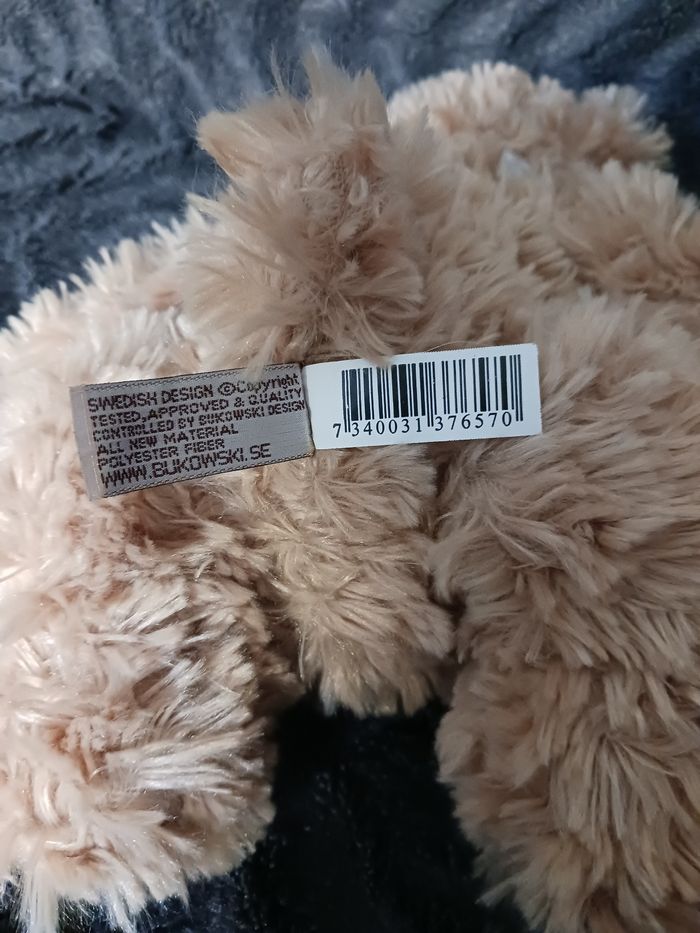 SWEDISH DESIGN ©Copyright
TESTED, APPROVED & QUALITY
CONTROLLED BY BUKOWSKI DESIGN
ALL NEW MATERIAL
POLYESTER FIBER
WWW.BUKOWSKI.SE
7 340031 376570